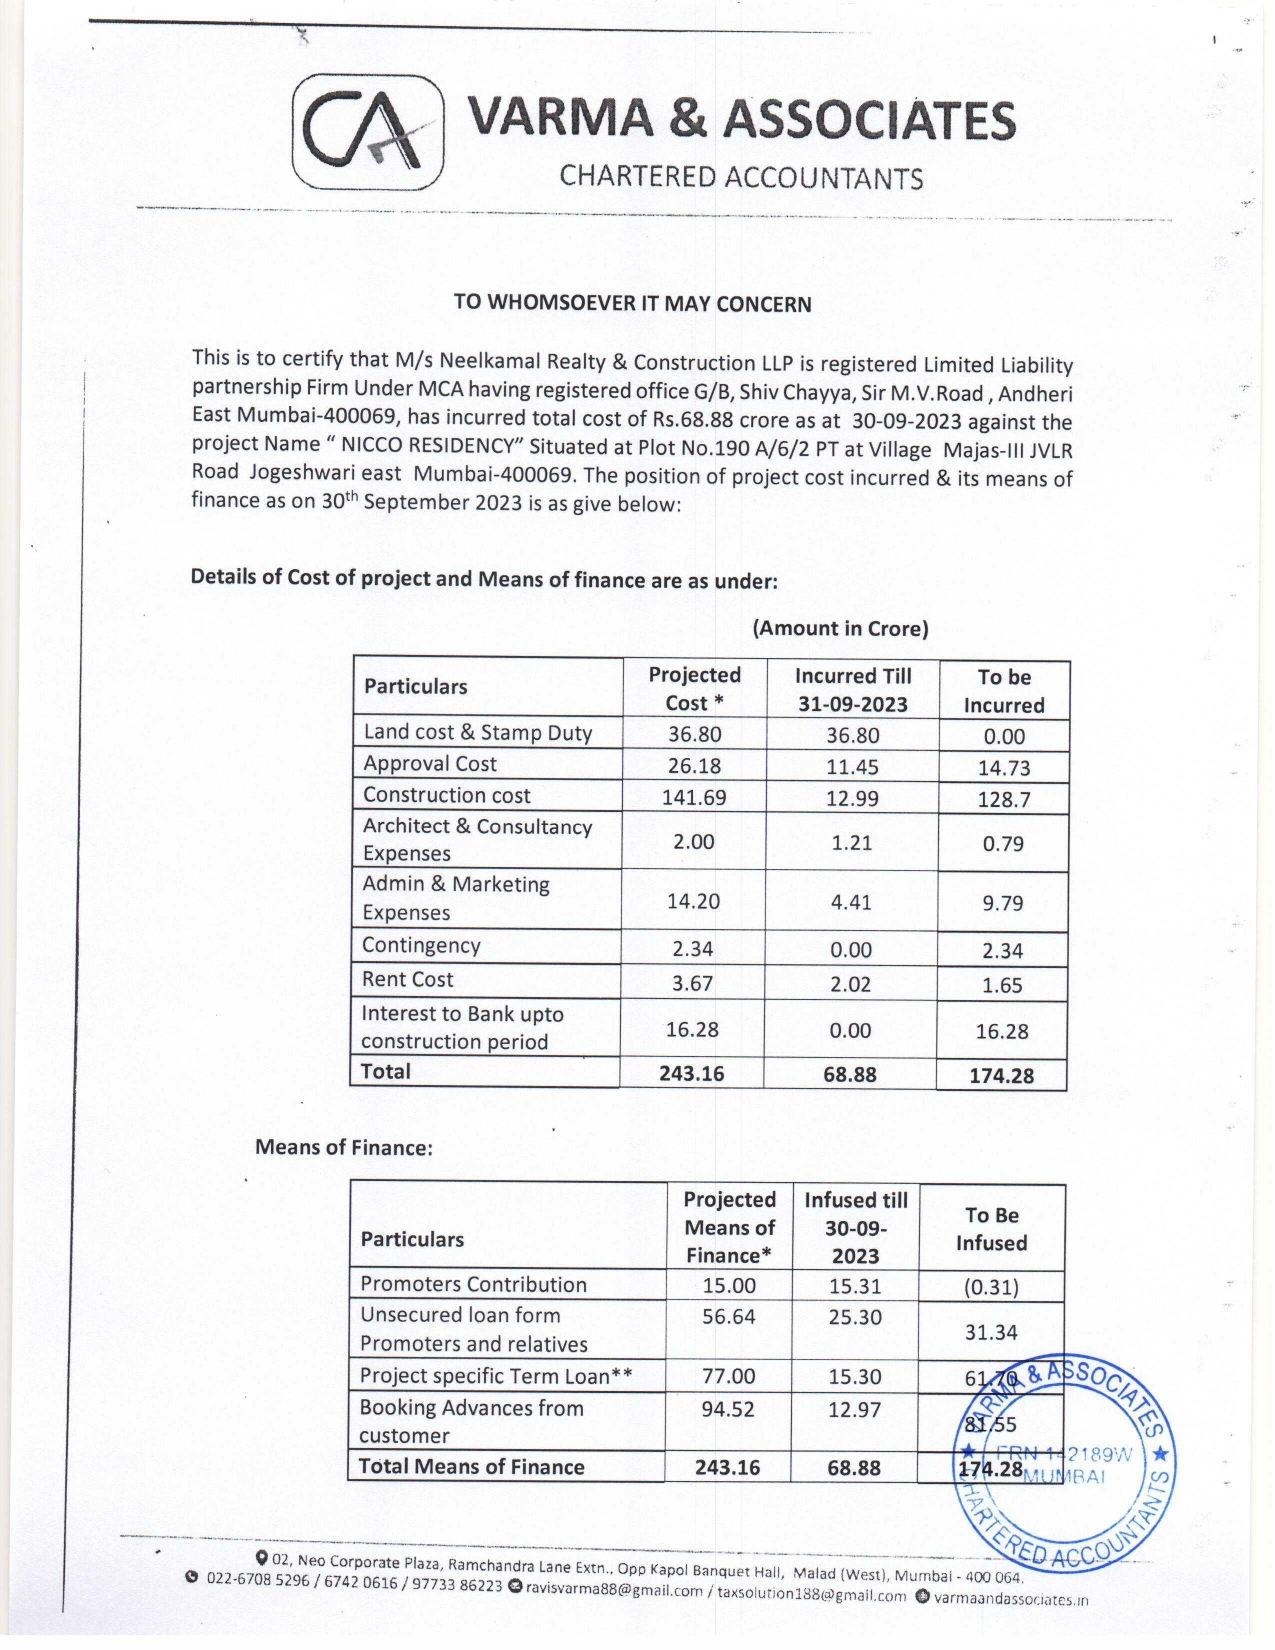 CA
VARMA & ASSOCIATES
CHARTERED ACCOUNTANTS
TO WHOMSOEVER IT MAY CONCERN
This is to certify that M/s Neelkamal Realty & Construction LLP is registered Limited Liability
partnership Firm Under MCA having registered office G/B, Shiv Chayya, Sir M.V.Road , Andheri
East Mumbai-400069, has incurred total cost of Rs.68.88 crore as at 30-09-2023 against the
project Name “ NICCO RESIDENCY” Situated at Plot No.190 A/6/2 PT at Village Majas-III JVLR
Road Jogeshwari east Mumbai-400069. The position of project cost incurred & its means of
finance as on 30th September 2023 is as give below:
Details of Cost of project and Means of finance are as under:
(Amount in Crore)
Particulars Projected Cost * Incurred Till 31-09-2023 To be Incurred
Land cost & Stamp Duty 36.80 36.80 0.00
Approval Cost 26.18 11.45 14.73
Construction cost 141.69 12.99 128.7
Architect & Consultancy Expenses 2.00 1.21 0.79
Admin & Marketing Expenses 14.20 4.41 9.79
Contingency 2.34 0.00 2.34
Rent Cost 3.67 2.02 1.65
Interest to Bank upto construction period 16.28 0.00 16.28
Total 243.16 68.88 174.28
Means of Finance:
Particulars Projected Means of Finance* Infused till 30-09-2023 To Be Infused
Promoters Contribution 15.00 15.31 (0.31)
Unsecured loan form Promoters and relatives 56.64 25.30 31.34
Project specific Term Loan** 77.00 15.30 61.70
Booking Advances from customer 94.52 12.97 81.55
Total Means of Finance 243.16 68.88 174.28
VARMA & ASSOCIATES
FRN 142189W
MUMBAI
CHARTERED ACCOUNTANTS
02, Neo Corporate Plaza, Ramchandra Lane Extn., Opp Kapol Banquet Hall, Malad (West), Mumbai - 400 064.
022-6708 5296 / 6742 0616 / 97733 86223 ravisvarma88@gmail.com / taxsolution188@gmail.com varmaandassociates.in